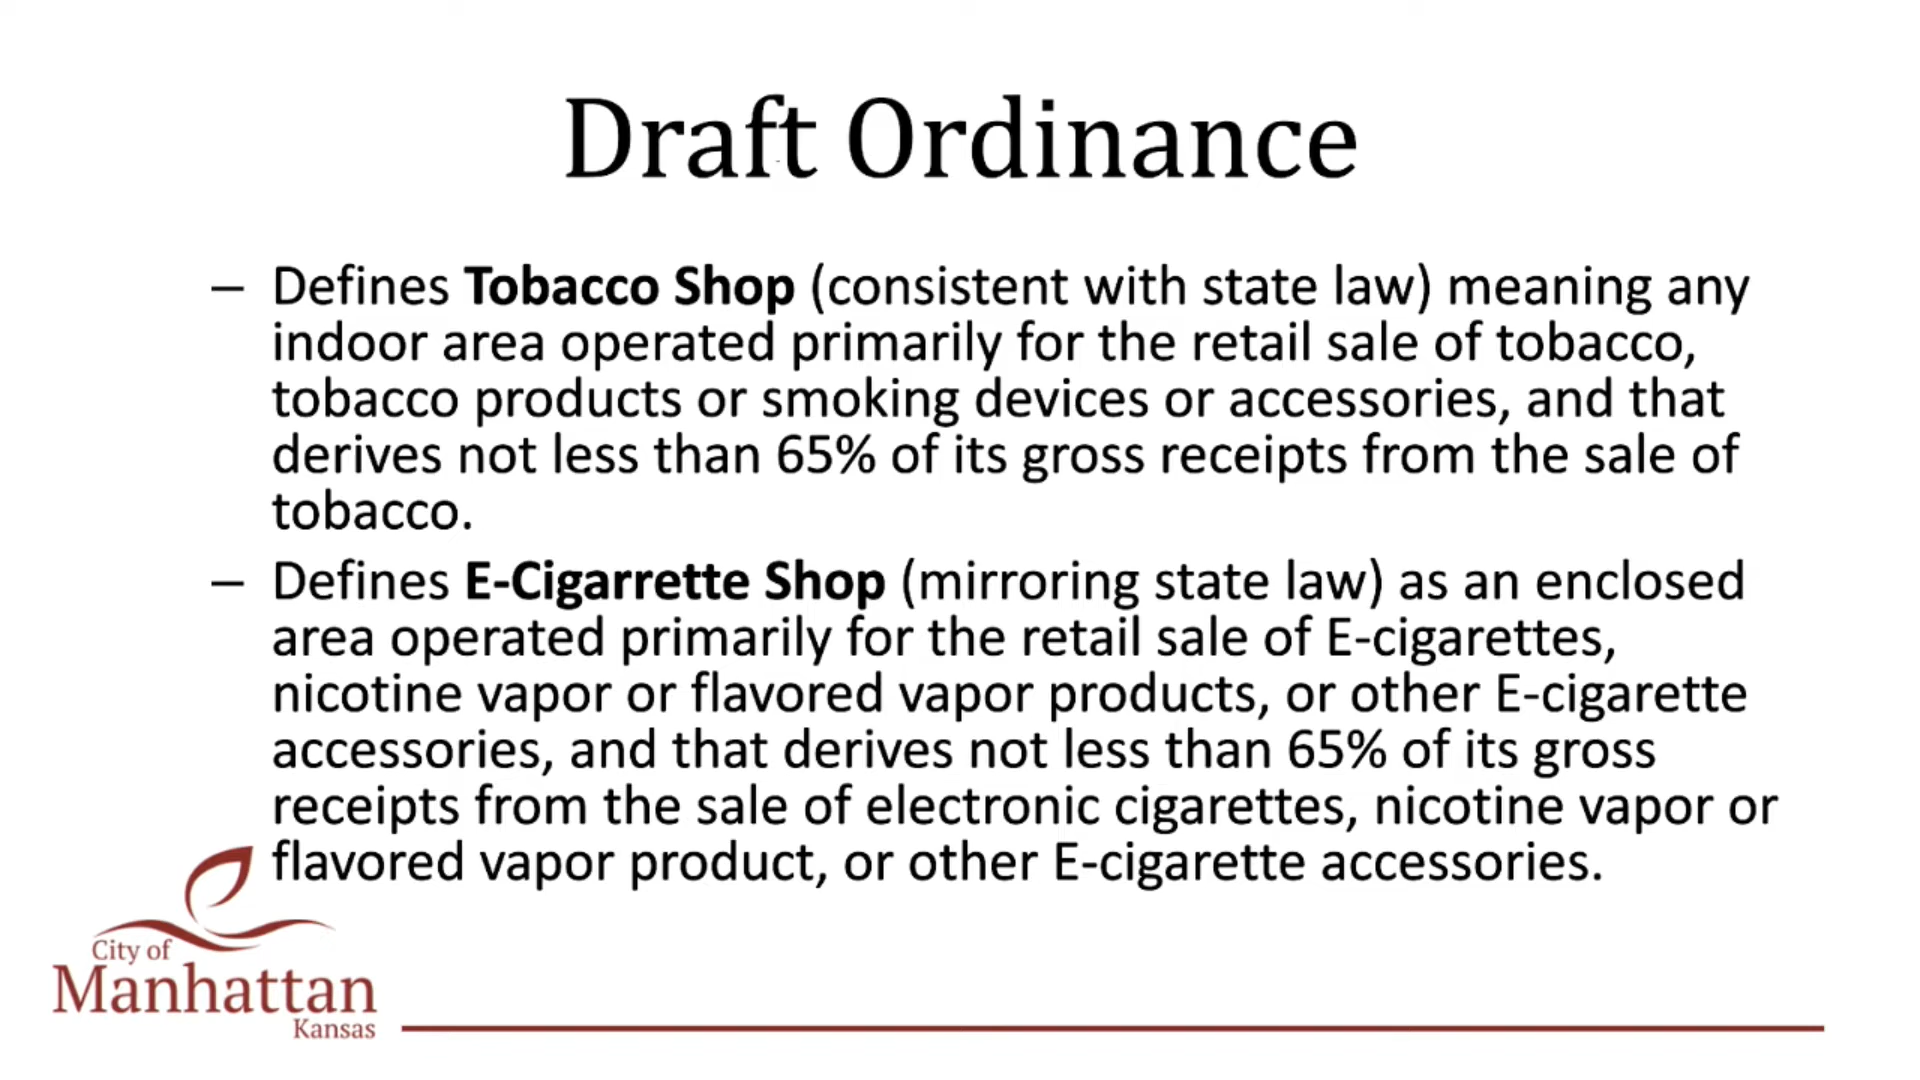 Draft Ordinance
– Defines Tobacco Shop (consistent with state law) meaning any
indoor area operated primarily for the retail sale of tobacco,
tobacco products or smoking devices or accessories, and that
derives not less than 65% of its gross receipts from the sale of
tobacco.
– Defines E-Cigarrette Shop (mirroring state law) as an enclosed
area operated primarily for the retail sale of E-cigarettes,
nicotine vapor or flavored vapor products, or other E-cigarette
accessories, and that derives not less than 65% of its gross
receipts from the sale of electronic cigarettes, nicotine vapor or
flavored vapor product, or other E-cigarette accessories.
City of
Manhattan
Kansas